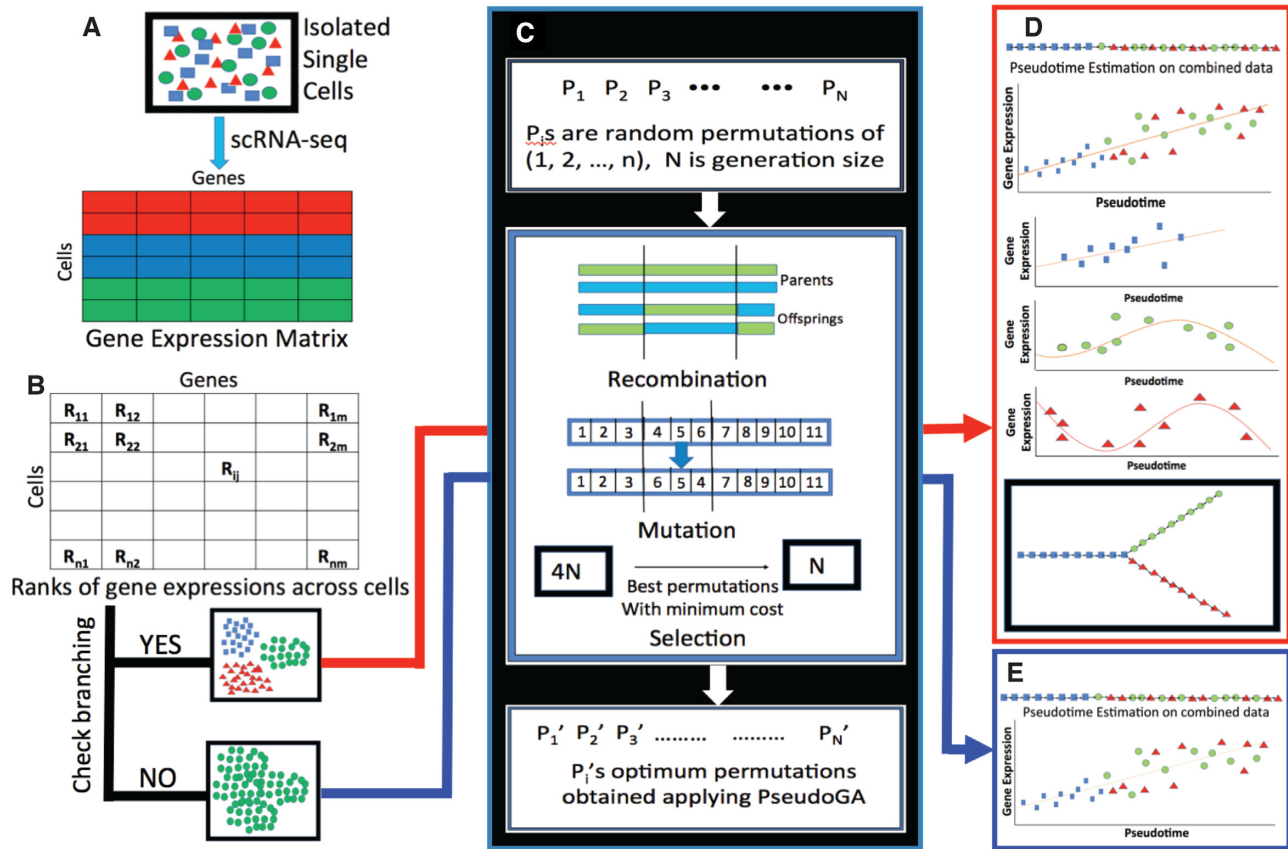 A
Isolated
Single
Cells
scRNA-seq
Genes
Cells
Gene Expression Matrix
B
Genes
R11 R12 R1m
R21 R22 R2m
Rij
Cells
Rn1 Rn2 Rnm
Ranks of gene expressions across cells
Check branching
YES
NO
C
P1 P2 P3 ••• ••• PN
Pis are random permutations of
(1, 2, ..., n), N is generation size
Parents
Offsprings
Recombination
1 2 3 4 5 6 7 8 9 10 11
1 2 3 6 5 4 7 8 9 10 11
Mutation
4N
N
Best permutations
With minimum cost
Selection
P1' P2' P3' ......... ......... PN'
Pi's optimum permutations
obtained applying PseudoGA
D
Pseudotime Estimation on combined data
Gene Expression
Pseudotime
Gene
Expression
Pseudotime
Gene
Expression
Pseudotime
Gene
Expression
Pseudotime
E
Pseudotime Estimation on combined data
Gene Expression
Pseudotime